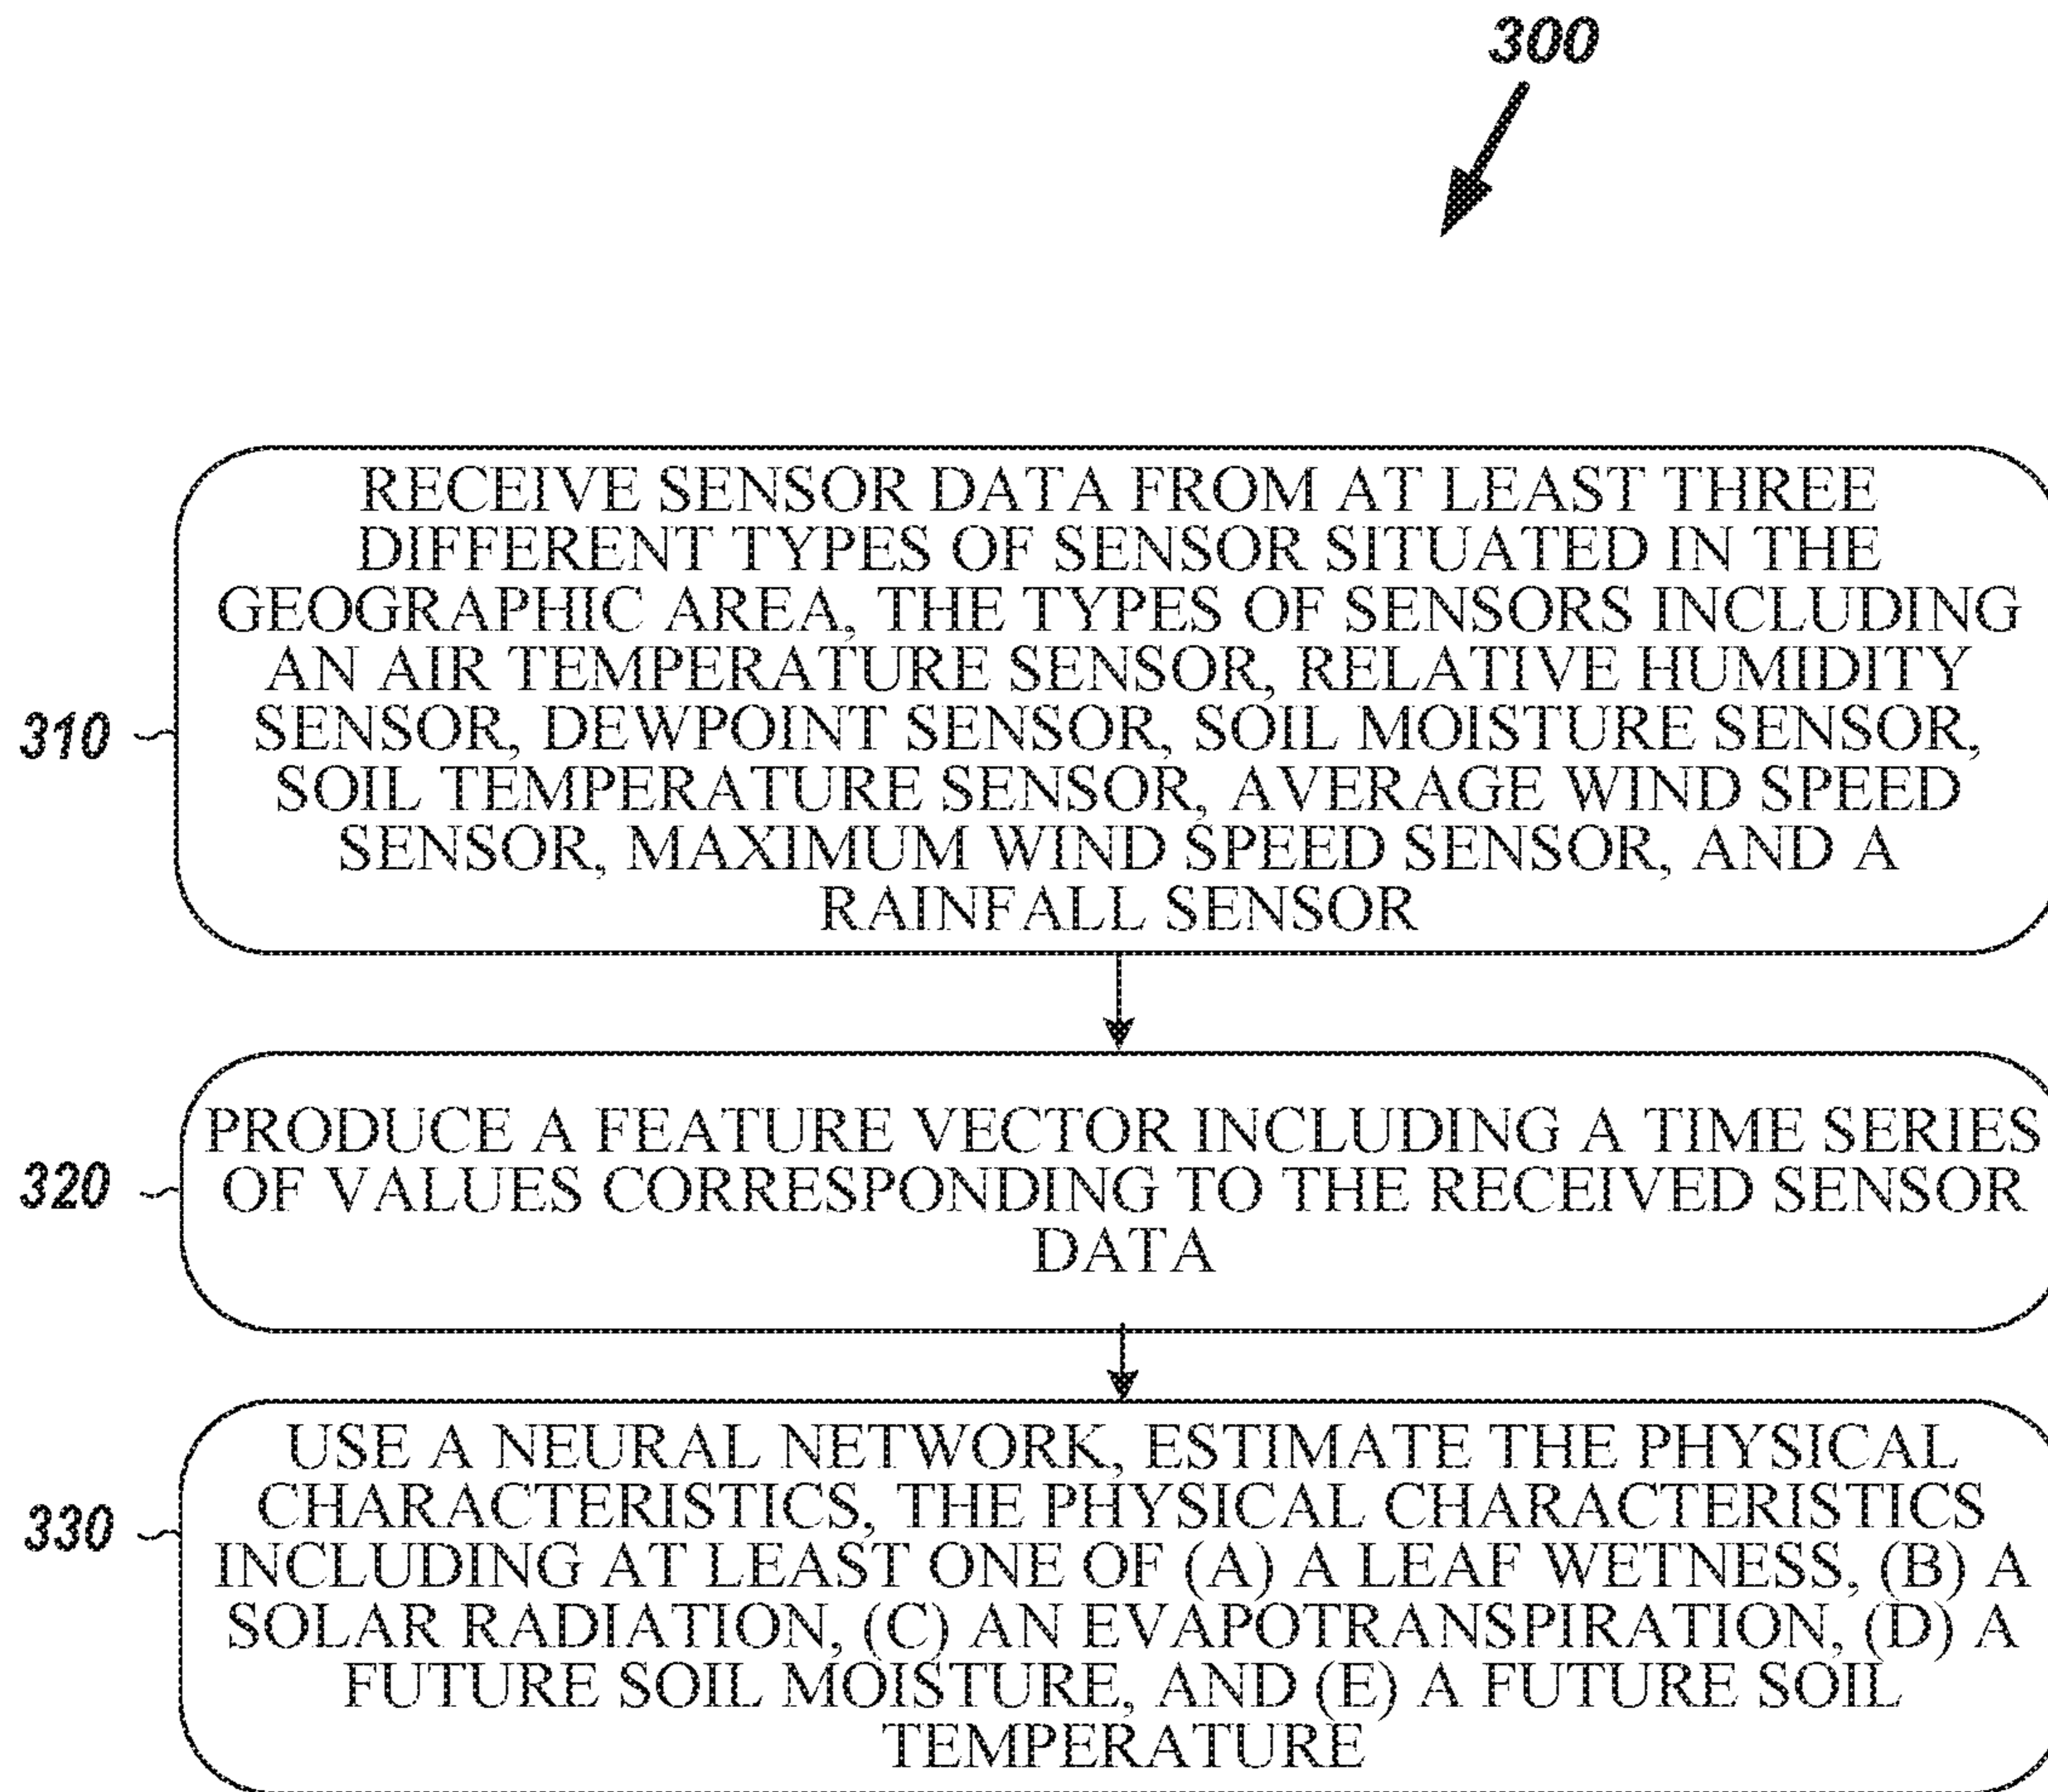 300
RECEIVE SENSOR DATA FROM AT LEAST THREE
DIFFERENT TYPES OF SENSOR SITUATED IN THE
GEOGRAPHIC AREA, THE TYPES OF SENSORS INCLUDING
AN AIR TEMPERATURE SENSOR, RELATIVE HUMIDITY
SENSOR, DEWPOINT SENSOR, SOIL MOISTURE SENSOR,
SOIL TEMPERATURE SENSOR, AVERAGE WIND SPEED
SENSOR, MAXIMUM WIND SPEED SENSOR, AND A
RAINFALL SENSOR
310
PRODUCE A FEATURE VECTOR INCLUDING A TIME SERIES
OF VALUES CORRESPONDING TO THE RECEIVED SENSOR
DATA
320
USE A NEURAL NETWORK, ESTIMATE THE PHYSICAL
CHARACTERISTICS, THE PHYSICAL CHARACTERISTICS
INCLUDING AT LEAST ONE OF (A) A LEAF WETNESS, (B) A
SOLAR RADIATION, (C) AN EVAPOTRANSPIRATION, (D) A
FUTURE SOIL MOISTURE, AND (E) A FUTURE SOIL
TEMPERATURE
330